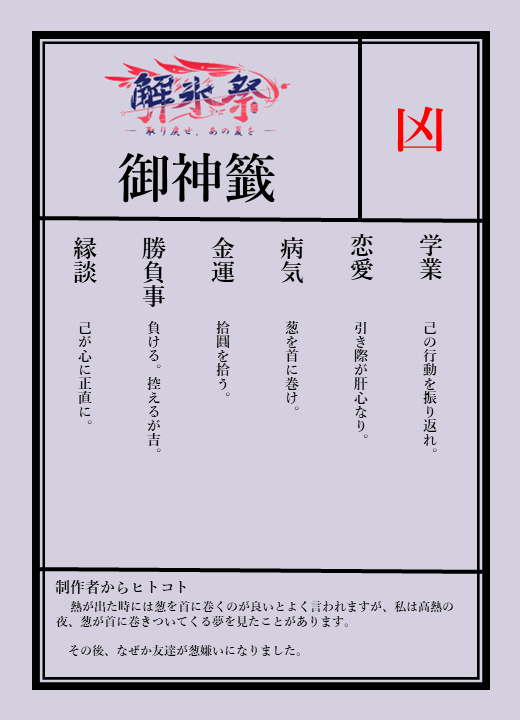 解氷祭
取り戻せ、あの夏を
御神籤
凶
学業
己の行動を振り返れ。
恋愛
引き際が肝心なり。
病気
葱を首に巻け。
金運
拾圓を拾う。
勝負事
負ける。控えるが吉。
縁談
己が心に正直に。
制作者からヒトコト
熱が出た時には葱を首に巻くのが良いとよく言われますが、私は高熱の
夜、葱が首に巻きついてくる夢を見たことがあります。
その後、なぜか友達が葱嫌いになりました。